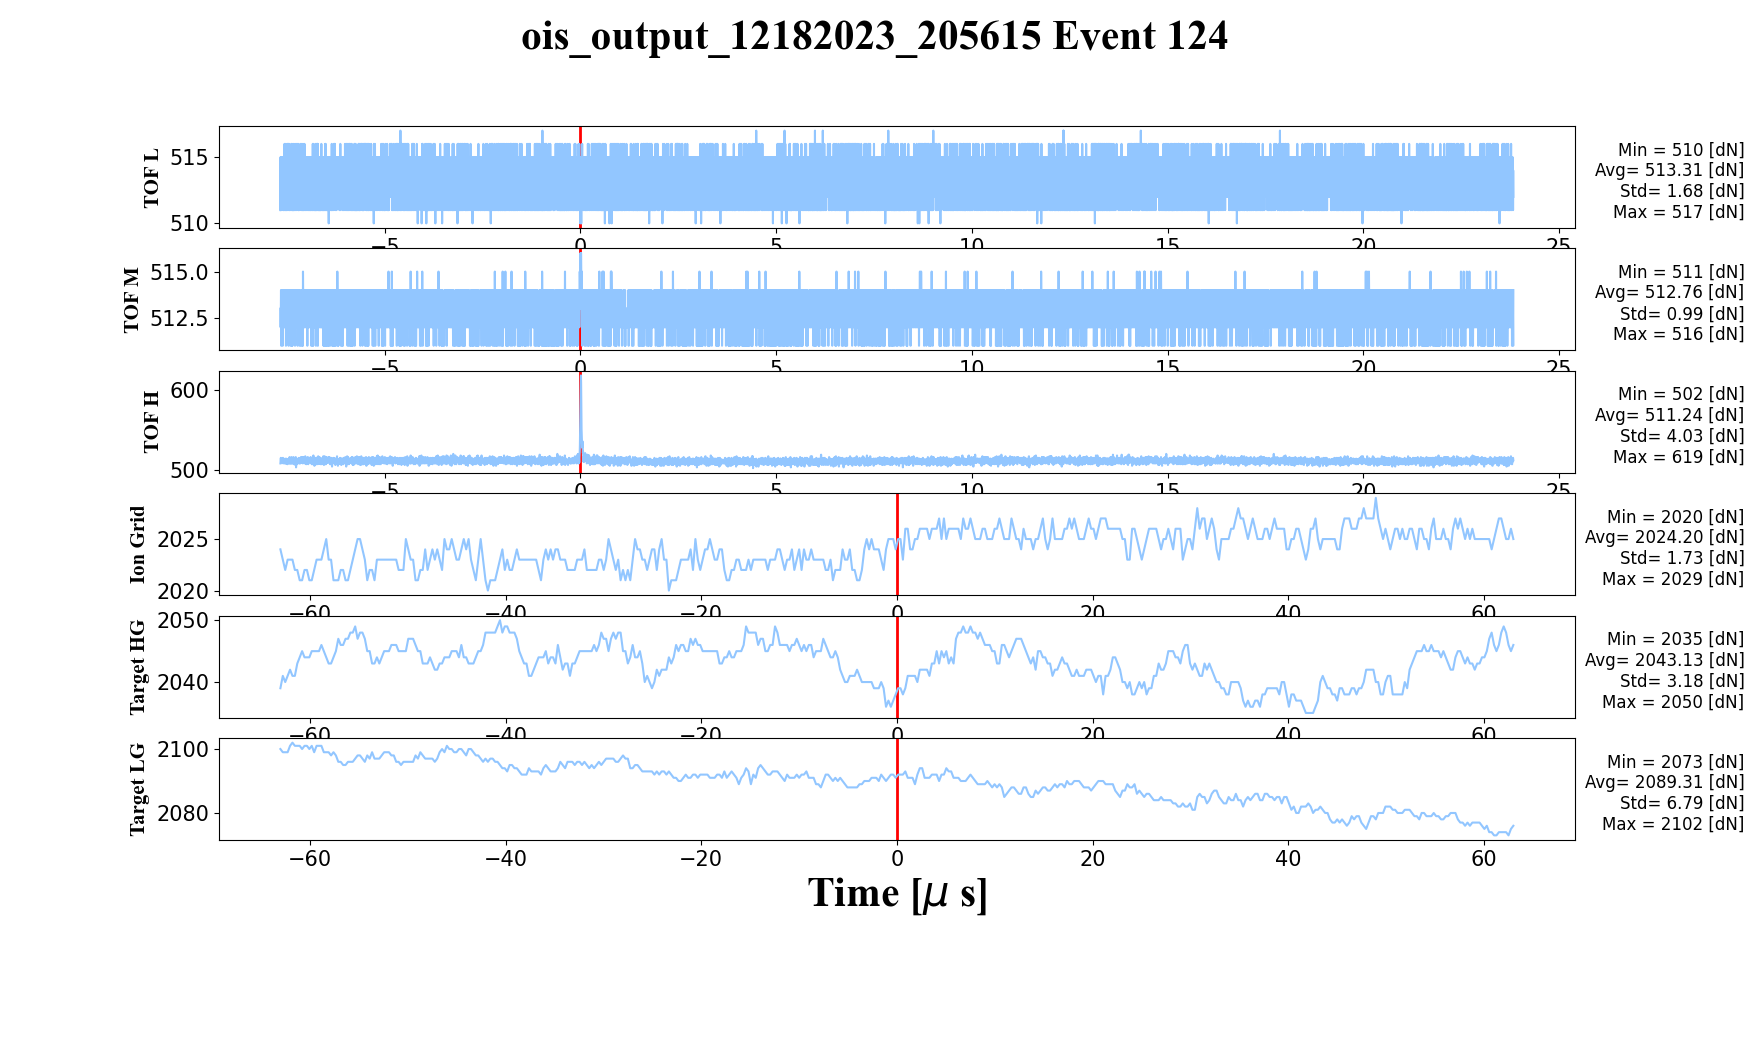 ois_output_12182023_205615 Event 124
TOF L
515
510
−5 0 5 10 15 20 25
Min = 510 [dN]
Avg= 513.31 [dN]
Std= 1.68 [dN]
Max = 517 [dN]
TOF M
515.0
512.5
−5 0 5 10 15 20 25
Min = 511 [dN]
Avg= 512.76 [dN]
Std= 0.99 [dN]
Max = 516 [dN]
TOF H
600
500
−5 0 5 10 15 20 25
Min = 502 [dN]
Avg= 511.24 [dN]
Std= 4.03 [dN]
Max = 619 [dN]
Ion Grid
2025
2020
−60 −40 −20 0 20 40 60
Min = 2020 [dN]
Avg= 2024.20 [dN]
Std= 1.73 [dN]
Max = 2029 [dN]
Target HG
2050
2040
−60 −40 −20 0 20 40 60
Min = 2035 [dN]
Avg= 2043.13 [dN]
Std= 3.18 [dN]
Max = 2050 [dN]
Target LG
2100
2080
−60 −40 −20 0 20 40 60
Min = 2073 [dN]
Avg= 2089.31 [dN]
Std= 6.79 [dN]
Max = 2102 [dN]
Time [μ s]